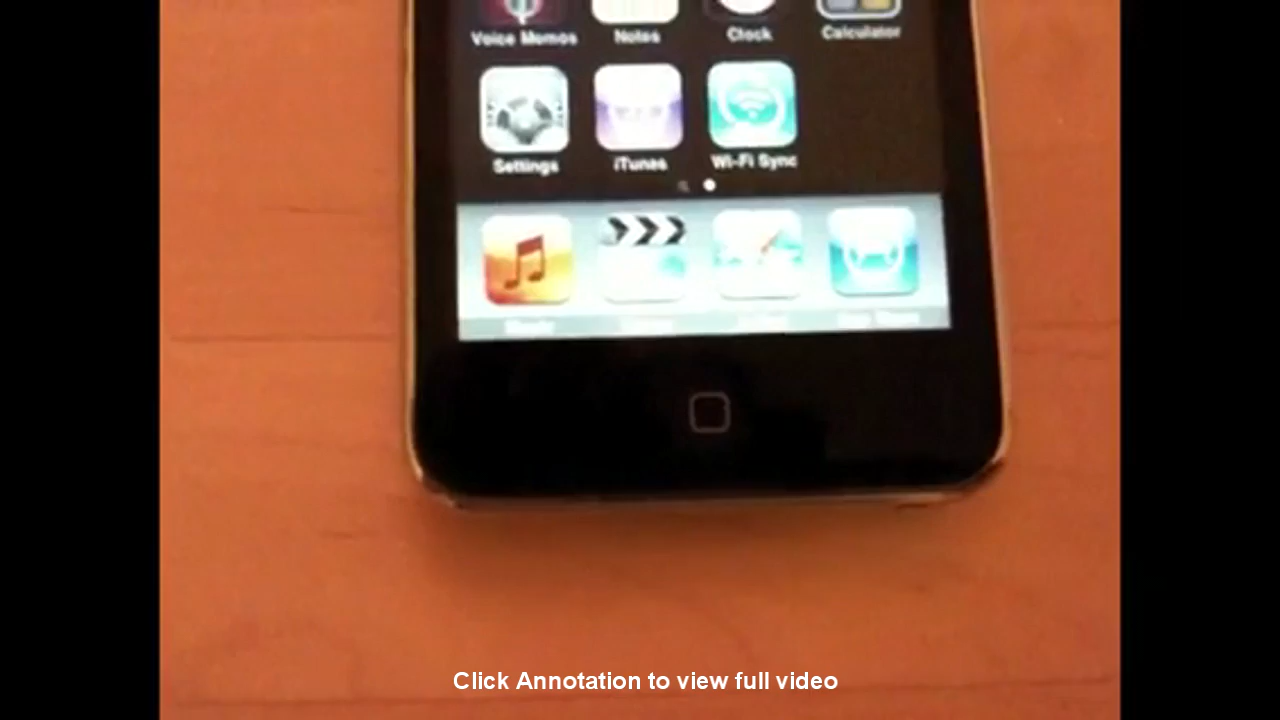 Voice Memos Notes Clock Calculator
Settings iTunes Wi-Fi Sync
Click Annotation to view full video